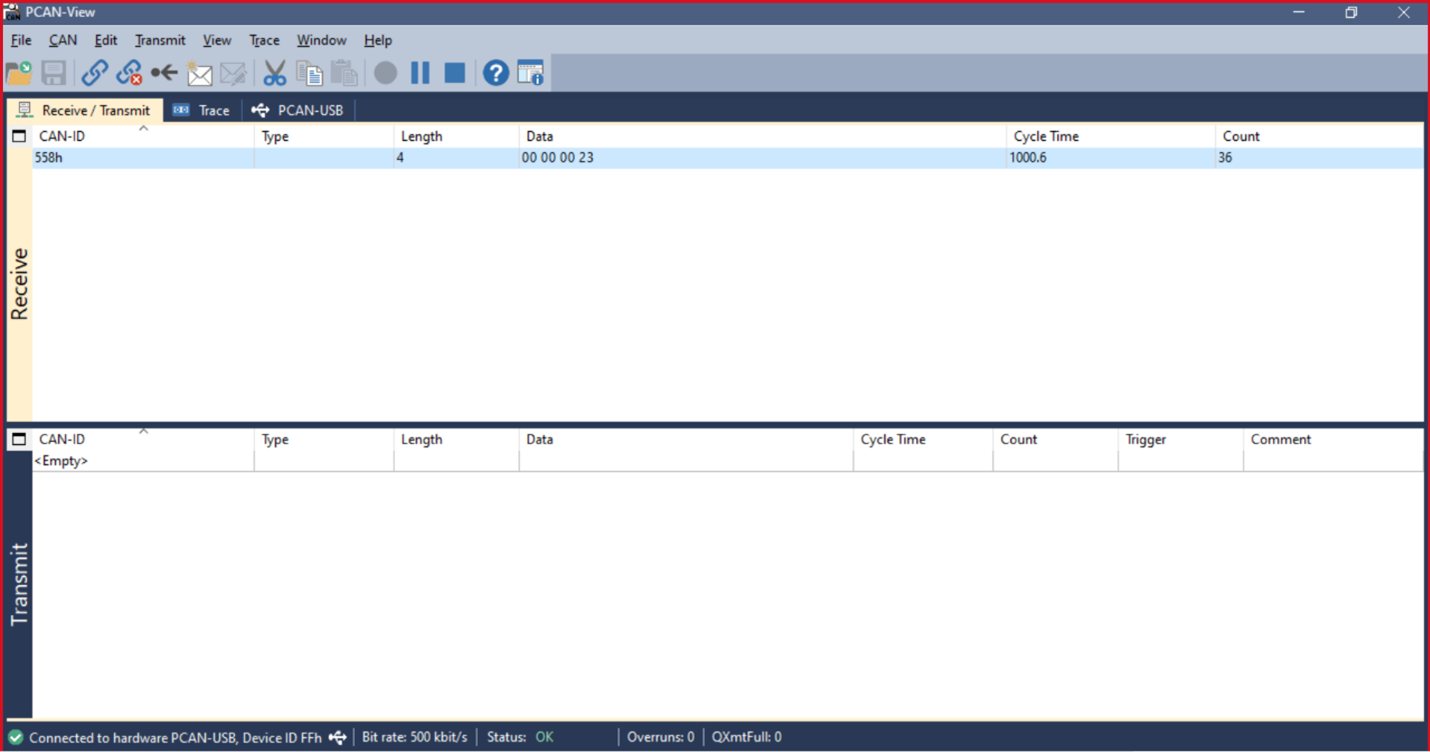 PCAN-View
File CAN Edit Transmit View Trace Window Help
Receive / Transmit Trace PCAN-USB
CAN-ID Type Length Data Cycle Time Count
558h 4 00 00 00 23 1000.6 36
Receive
CAN-ID Type Length Data Cycle Time Count Trigger Comment
<Empty>
Transmit
Connected to hardware PCAN-USB, Device ID FFh Bit rate: 500 kbit/s Status: OK Overruns: 0 QXmtFull: 0